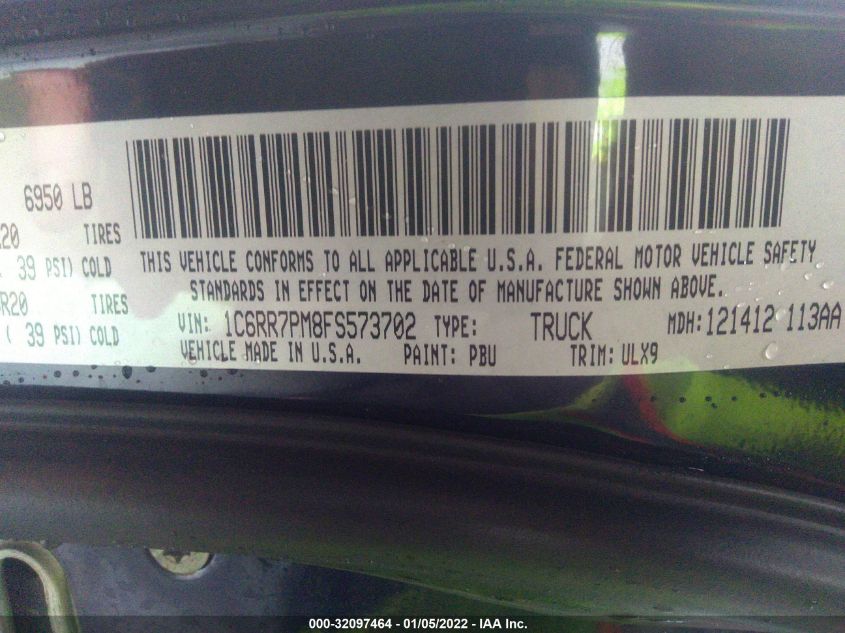 6950 LB
20 TIRES
39 PSI) COLD
R20 TIRES
( 39 PSI) COLD
THIS VEHICLE CONFORMS TO ALL APPLICABLE U.S.A. FEDERAL MOTOR VEHICLE SAFETY
STANDARDS IN EFFECT ON THE DATE OF MANUFACTURE SHOWN ABOVE.
VIN: 1C6RR7PM8FS573702 TYPE: TRUCK MDH:121412 113AA
VEHICLE MADE IN U.S.A. PAINT: PBU TRIM: ULX9
000-32097464 - 01/05/2022 - IAA Inc.